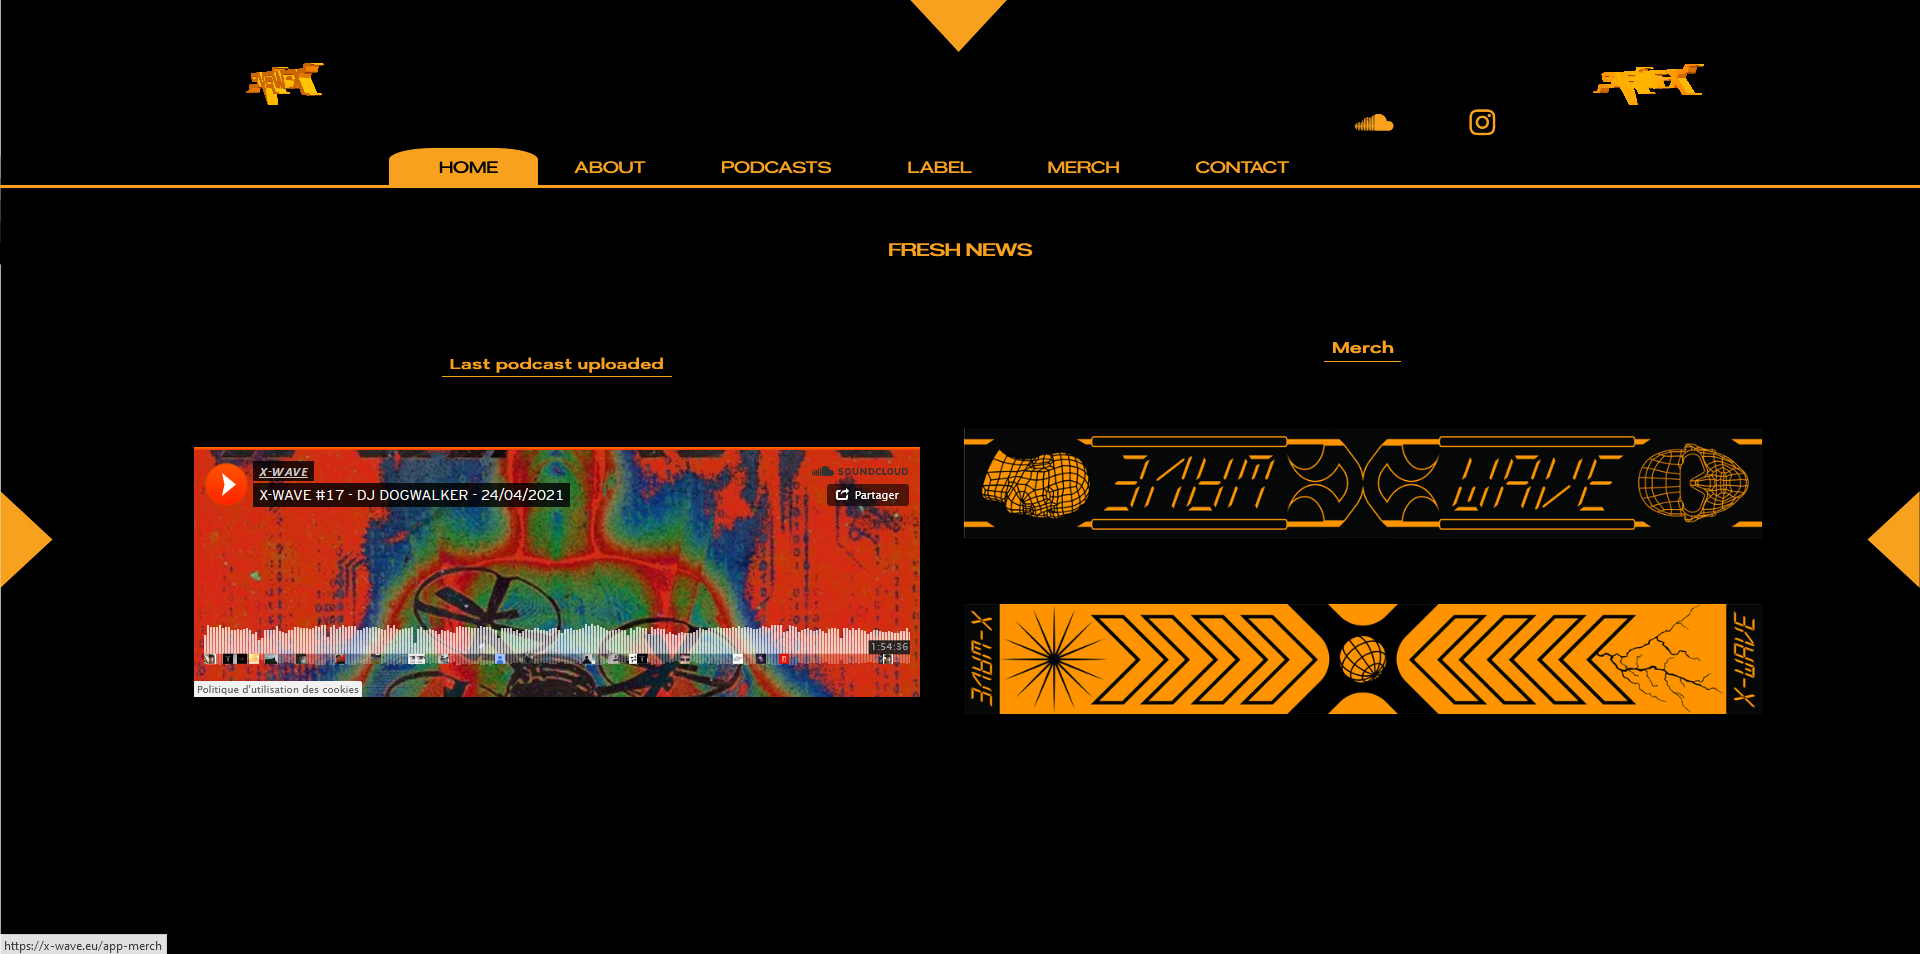 HOME ABOUT PODCASTS LABEL MERCH CONTACT
FRESH NEWS
Last podcast uploaded
Merch
X-WAVE
X-WAVE #17 - DJ DOGWALKER - 24/04/2021
SOUNDCLOUD
Partager
1:54:36
Politique d'utilisation des cookies
WAVE
X-WAVE
X-WAVE
https://x-wave.eu/app-merch